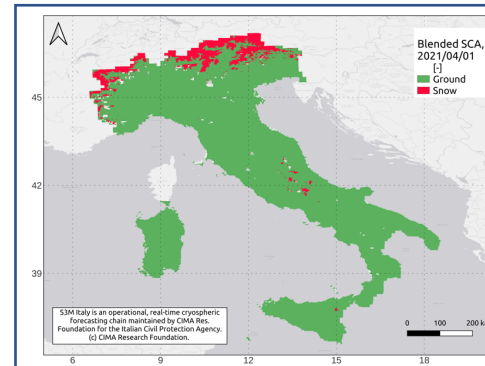 Blended SCA,
2021/04/01
[-]
Ground
Snow
45
42
39
S3M Italy is an operational, real-time cryospheric
forecasting chain maintained by CIMA Res.
Foundation for the Italian Civil Protection Agency.
(c) CIMA Research Foundation.
0 100 200 km
6 9 12 15 18